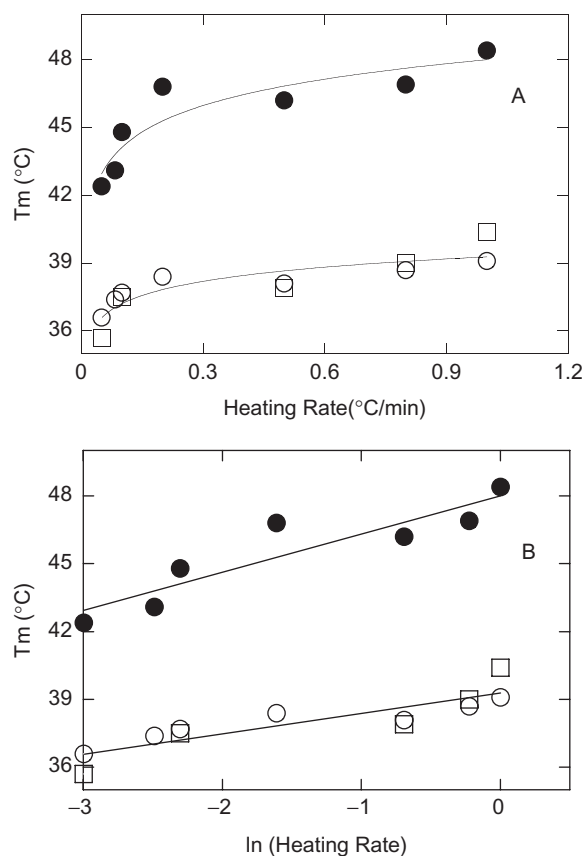 48
A
45
Tm (°C)
42
39
36
0 0.3 0.6 0.9 1.2
Heating Rate(°C/min)
48
B
45
Tm (°C)
42
39
36
−3 −2 −1 0
ln (Heating Rate)